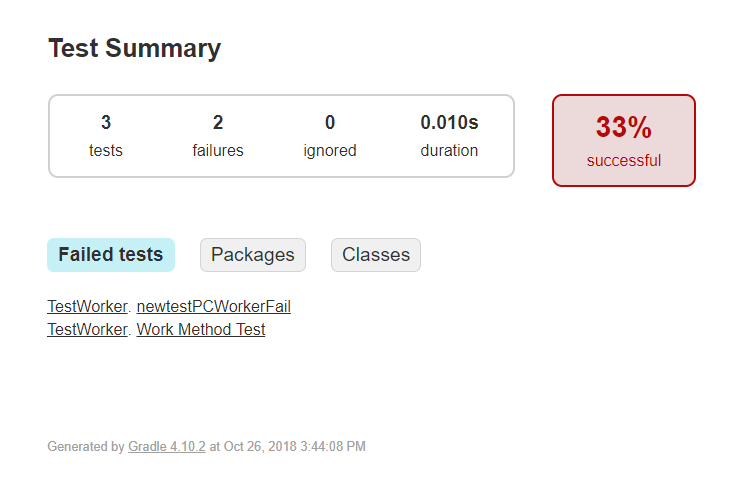 Test Summary
3 2 0 0.010s
tests failures ignored duration
33%
successful
Failed tests Packages Classes
TestWorker. newtestPCWorkerFail
TestWorker. Work Method Test
Generated by Gradle 4.10.2 at Oct 26, 2018 3:44:08 PM